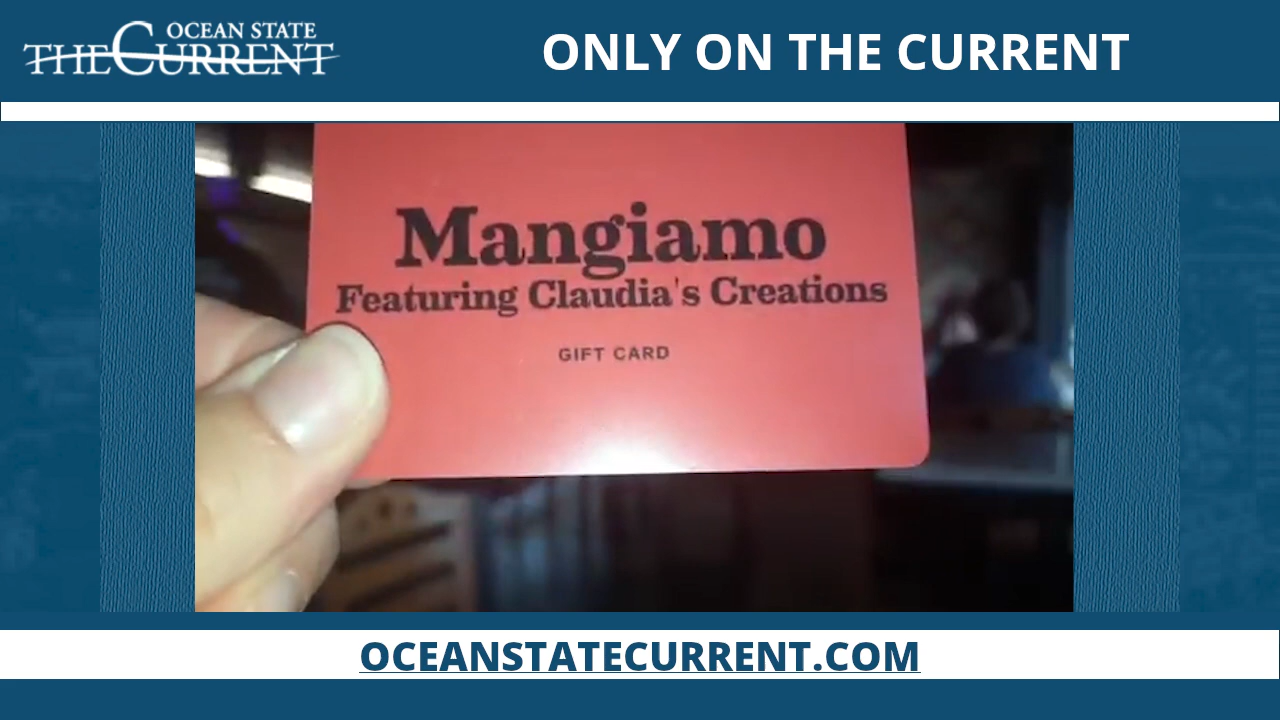 OCEAN STATE
THE CURRENT
ONLY ON THE CURRENT
Mangiamo
Featuring Claudia's Creations
GIFT CARD
OCEANSTATECURRENT.COM